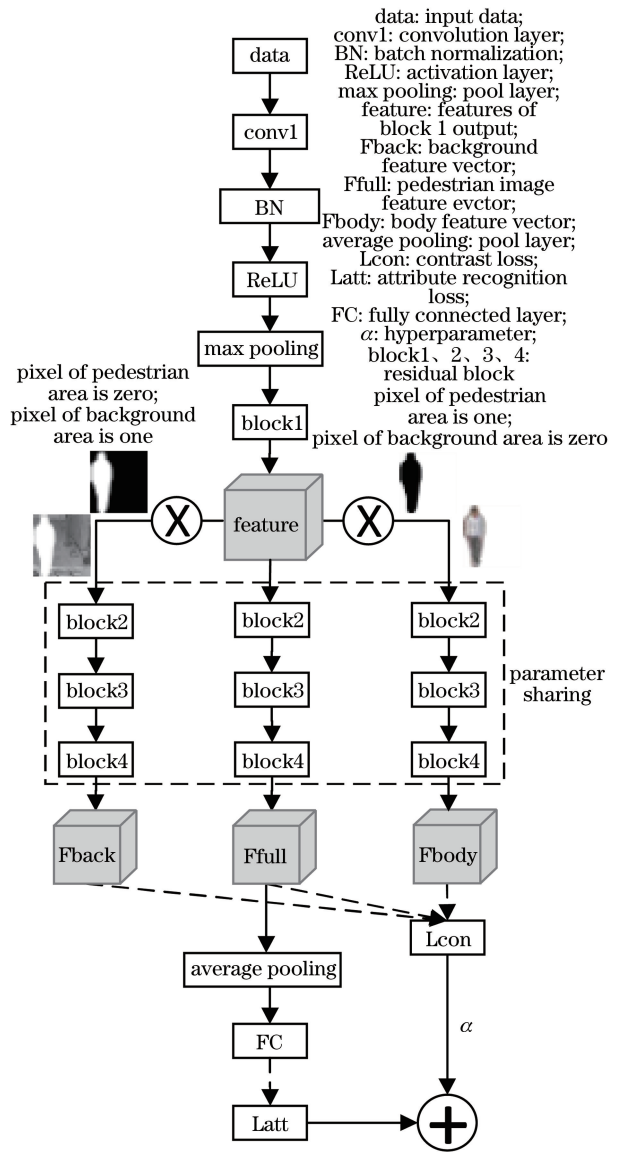 data
conv1
BN
ReLU
max pooling
block1
data: input data;
conv1: convolution layer;
BN: batch normalization;
ReLU: activation layer;
max pooling: pool layer;
feature: features of
block 1 output;
Fback: background
feature vector;
Ffull: pedestrian image
feature evctor;
Fbody: body feature vector;
average pooling: pool layer;
Lcon: contrast loss;
Latt: attribute recognition
loss;
FC: fully connected layer;
α: hyperparameter;
block1、2、3、4:
residual block
pixel of pedestrian
area is zero;
pixel of background
area is one
pixel of pedestrian
area is one;
pixel of background area is zero
X
feature
X
block2
block2
block2
block3
block3
block3
parameter
sharing
block4
block4
block4
Fback
Ffull
Fbody
Lcon
average pooling
α
FC
Latt
+